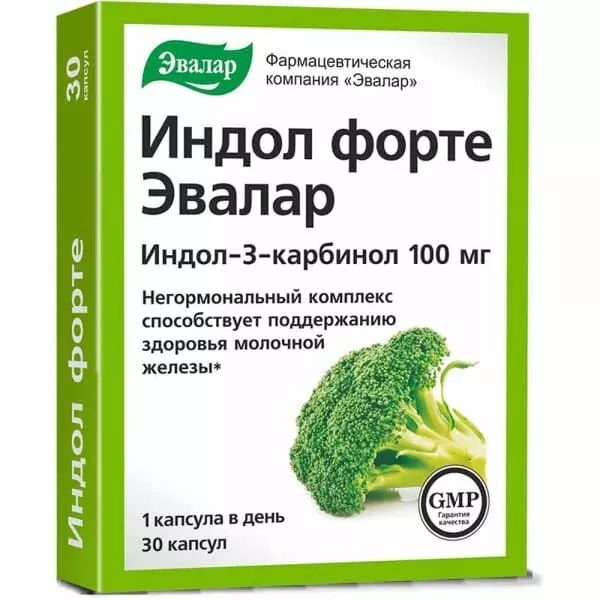 30 капсул
Индол форте
Эвалар
Фармацевтическая
компания «Эвалар»
Индол форте
Эвалар
Индол-3-карбинол 100 мг
Негормональный комплекс
способствует поддержанию
здоровья молочной
железы*
1 капсула в день
30 капсул
GMP
Гарантия
качества